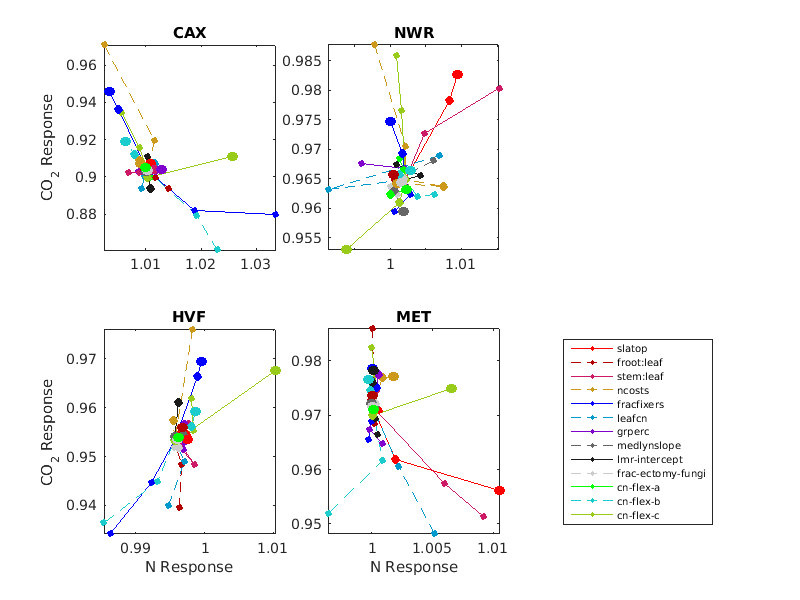 CAX
NWR
0.96
0.94
0.92
0.9
0.88
CO2 Response
1.01
1.02
1.03
0.985
0.98
0.975
0.97
0.965
0.96
0.955
1
1.01
HVF
MET
0.97
0.96
0.95
0.94
CO2 Response
0.99
1
1.01
N Response
0.98
0.97
0.96
0.95
1
1.005
1.01
N Response
slatop
froot:leaf
stem:leaf
ncosts
fracfixers
leafcn
grperc
medlynslope
lmr-intercept
frac-ectomy-fungi
cn-flex-a
cn-flex-b
cn-flex-c